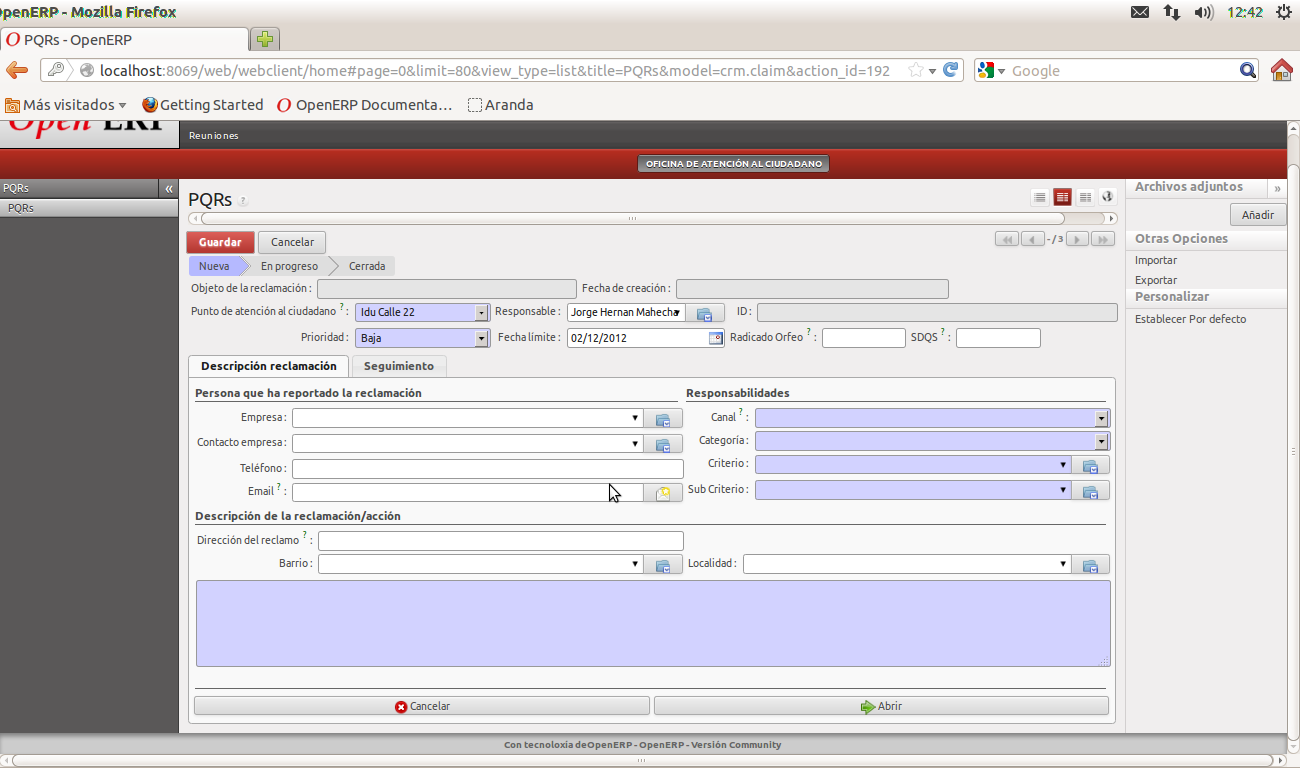 OpenERP - Mozilla Firefox 12:42
PQRs - OpenERP
localhost:8069/web/webclient/home#page=0&limit=80&view_type=list&title=PQRs&model=crm.claim&action_id=192 Google
Más visitados Getting Started OpenERP Documenta... Aranda
Open ERP Reuniones
OFICINA DE ATENCIÓN AL CIUDADANO
PQRs «
PQRs
PQRs ?
Archivos adjuntos »
Añadir
Guardar Cancelar - / 3
Otras Opciones
Nueva En progreso Cerrada
Importar
Exportar
Objeto de la reclamación : Fecha de creación :
Personalizar
Punto de atención al ciudadano ? : Idu Calle 22 Responsable : Jorge Hernan Mahecha ID :
Establecer Por defecto
Prioridad : Baja Fecha límite : 02/12/2012 Radicado Orfeo ? : SDQS ? :
Descripción reclamación Seguimiento
Persona que ha reportado la reclamación Responsabilidades
Empresa : Canal ? :
Contacto empresa : Categoría :
Teléfono : Criterio :
Email ? : Sub Criterio :
Descripción de la reclamación/acción
Dirección del reclamo ? :
Barrio : Localidad :
Cancelar Abrir
Con tecnoloxia deOpenERP - OpenERP - Versión Community